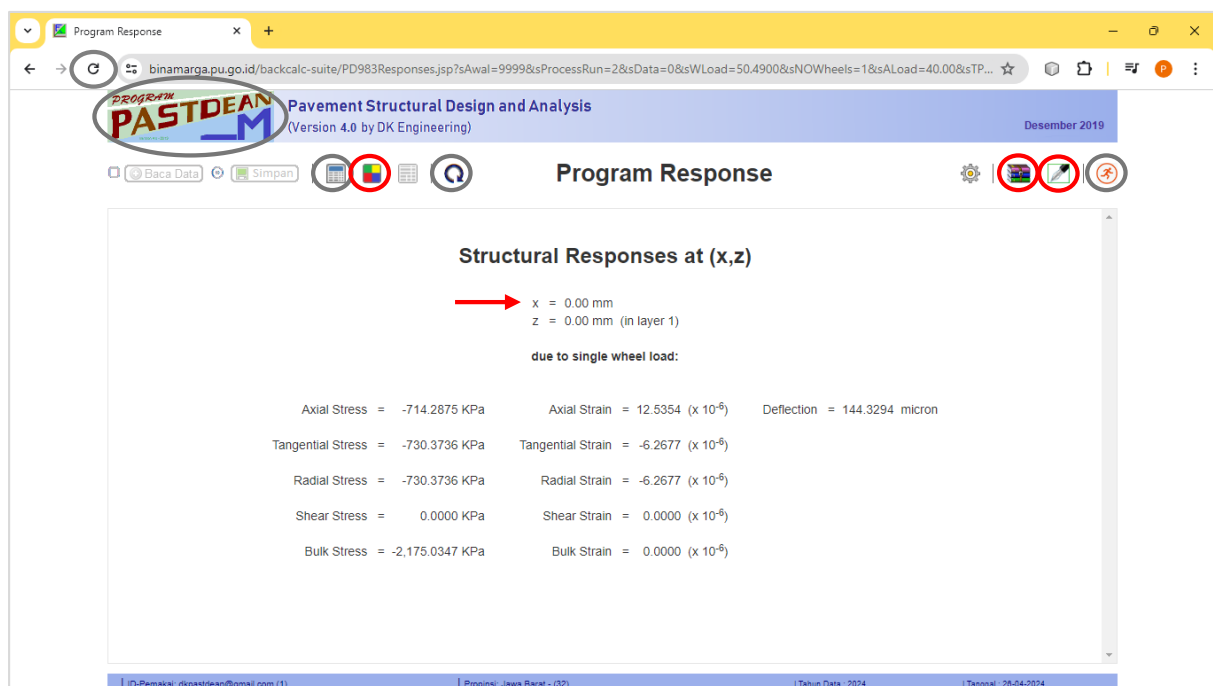 Program Response
binamarga.pu.go.id/backcalc-suite/PD983Responses.jsp?sAwal=9999&sProcessRun=2&sData=0&sWLoad=50.4900&sNOWheels=1&sALoad=40.00&sTP...
P
PROGRAM
PASTDEAN
M
Pavement Structural Design and Analysis
(Version 4.0 by DK Engineering)
Desember 2019
Baca Data Simpan
Program Response
Structural Responses at (x,z)
x = 0.00 mm
z = 0.00 mm (in layer 1)
due to single wheel load:
Axial Stress = -714.2875 KPa Axial Strain = 12.5354 (x 10⁻⁶) Deflection = 144.3294 micron
Tangential Stress = -730.3736 KPa Tangential Strain = -6.2677 (x 10⁻⁶)
Radial Stress = -730.3736 KPa Radial Strain = -6.2677 (x 10⁻⁶)
Shear Stress = 0.0000 KPa Shear Strain = 0.0000 (x 10⁻⁶)
Bulk Stress = -2,175.0347 KPa Bulk Strain = 0.0000 (x 10⁻⁶)
ID-Pemakai: dkpastdean@gmail.com (1) | Propinsi: Jawa Barat - (32) | Tahun Data : 2024 | Tanggal : 28-04-2024